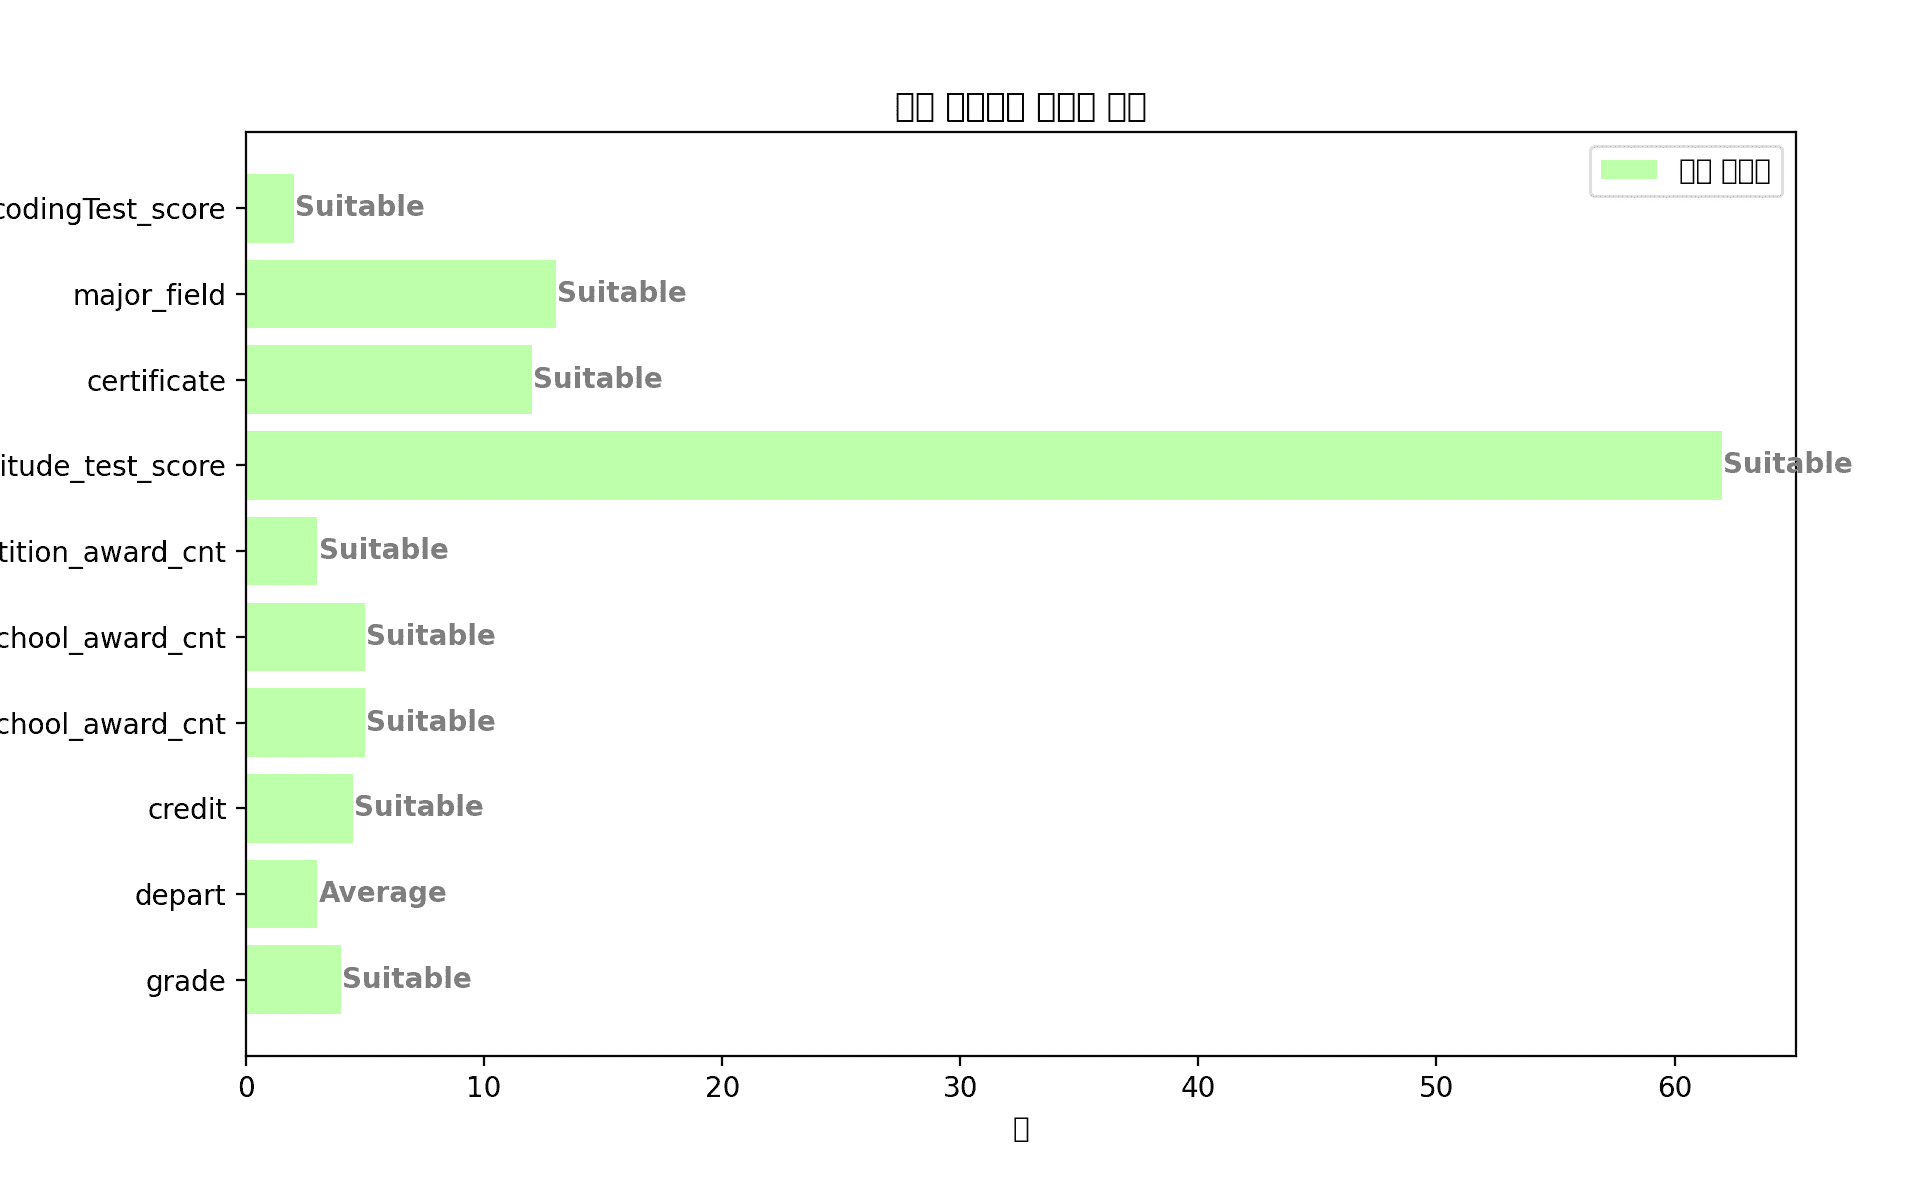 codingTest_score
Suitable
major_field
Suitable
certificate
Suitable
itude_test_score
Suitable
tition_award_cnt
Suitable
chool_award_cnt
Suitable
chool_award_cnt
Suitable
credit
Suitable
depart
Average
grade
Suitable
0 10 20 30 40 50 60